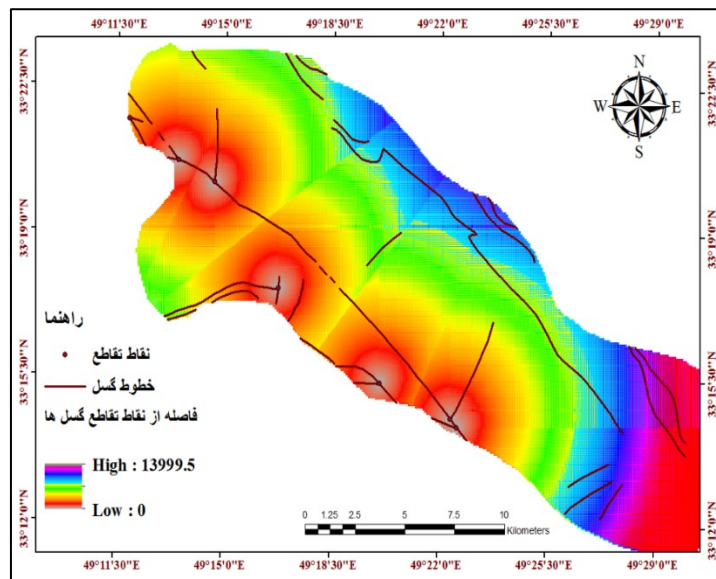 49°11'30"E 49°15'0"E 49°18'30"E 49°22'0"E 49°25'30"E 49°29'0"E
33°22'30"N
33°22'30"N
N
W E
S
33°19'0"N
33°19'0"N
راهنما
نقاط تقاطع
خطوط گسل
فاصله از نقاط تقاطع گسل ها
High : 13999.5
Low : 0
33°15'30"N
33°15'0"N
33°12'0"N
33°12'0"N
0 1.25 2.5 5 7.5 10
Kilometers
49°11'30"E 49°15'0"E 49°18'30"E 49°22'0"E 49°25'30"E 49°29'0"E